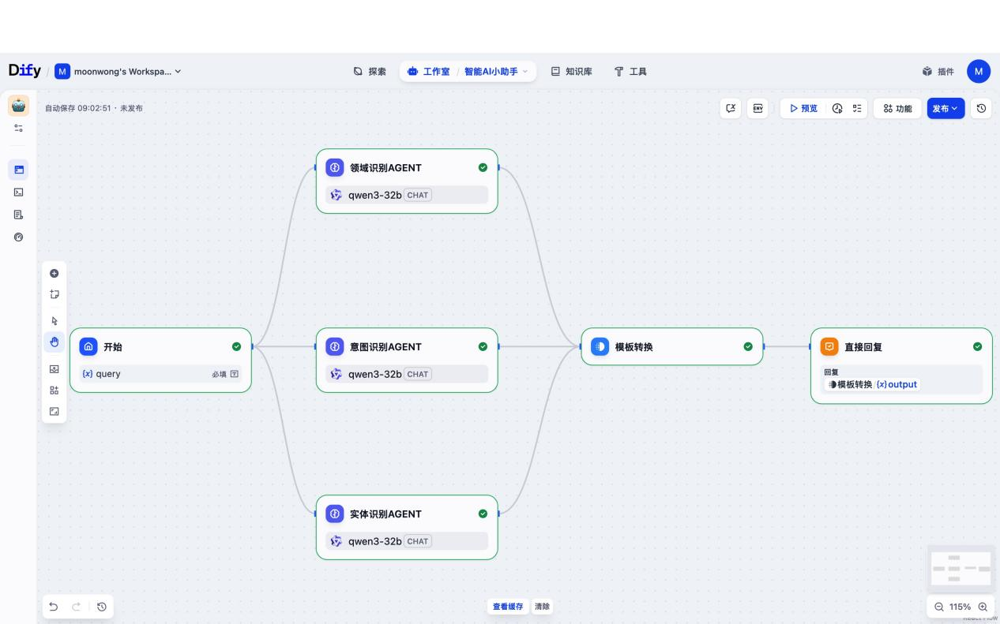 Dify / M moonwong's Workspa...
探索
工作室 / 智能AI小助手
知识库
工具
插件
M
自动保存 09:02:51 · 未发布
ENV
预览
功能
发布
领域识别AGENT
qwen3-32b CHAT
开始
{x} query 必填
意图识别AGENT
qwen3-32b CHAT
模板转换
直接回复
回复
模板转换 / {x} output
实体识别AGENT
qwen3-32b CHAT
查看缓存 清除
115%
React Flow